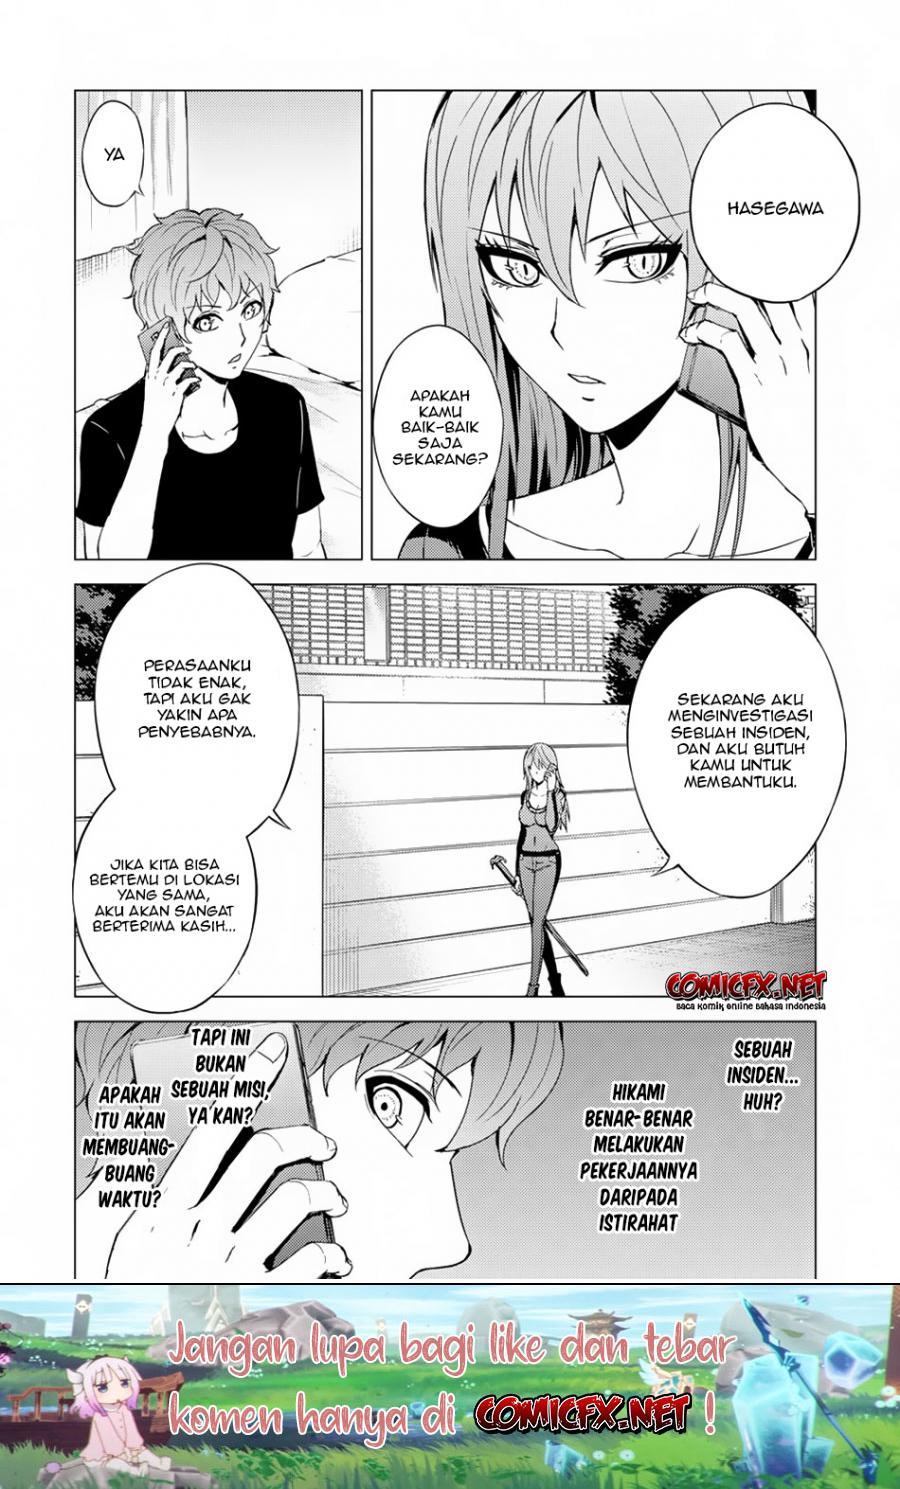 HASEGAWA
APAKAH
KAMU
BAIK-BAIK
SAJA
SEKARANG?
YA
SEKARANG AKU
MENGINVESTIGASI
SEBUAH INSIDEN,
DAN AKU BUTUH
KAMU UNTUK
MEMBANTUKU.
PERASAANKU
TIDAK ENAK,
TAPI AKU GAK
YAKIN APA
PENYEBABNYA.
JIKA KITA BISA
BERTEMU DI LOKASI
YANG SAMA,
AKU AKAN SANGAT
BERTERIMA KASIH...
COMICFX.NET
BACA KOMIK ONLINE BAHASA INDONESIA
SEBUAH
INSIDEN...
HUH?
HIKAMI
BENAR-BENAR
MELAKUKAN
PEKERJAANNYA
DARIPADA
ISTIRAHAT
TAPI INI
BUKAN
SEBUAH MISI,
YA KAN?
APAKAH
ITU AKAN
MEMBUANG-
BUANG
WAKTU?
Jangan lupa bagi like dan tebar
komen hanya di COMICFX.NET !